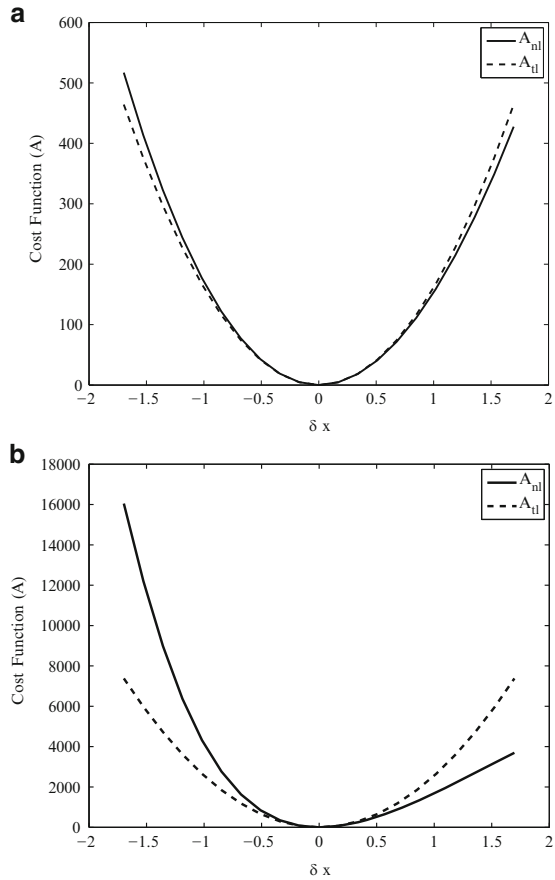 a
600
500
400
300
200
100
0
Cost Function (A)
A_nl
A_tl
−2 −1.5 −1 −0.5 0 0.5 1 1.5 2
δ x
b
18000
16000
14000
12000
10000
8000
6000
4000
2000
0
Cost Function (A)
A_nl
A_tl
−2 −1.5 −1 −0.5 0 0.5 1 1.5 2
δ x